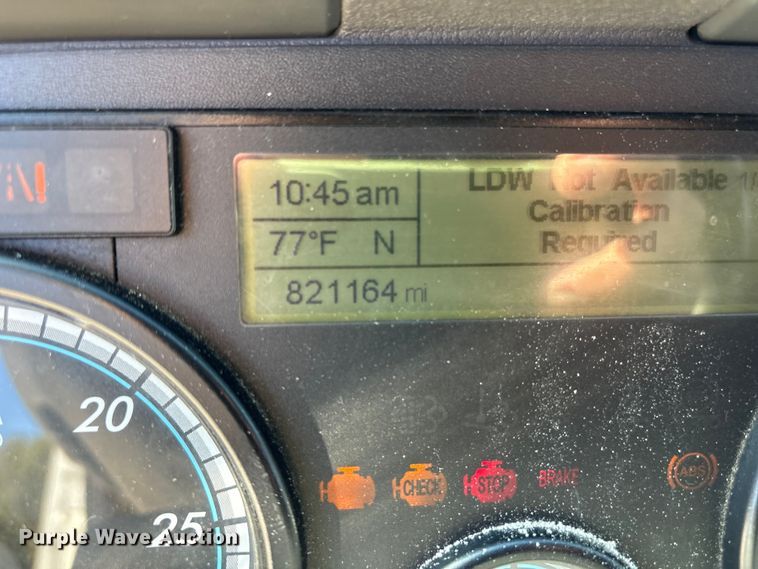 10:45 am
77°F N
821164 mi
LDW Not Available
Calibration
Required
20
25
CHECK
STOP
BRAKE
ABS
Purple Wave Auction